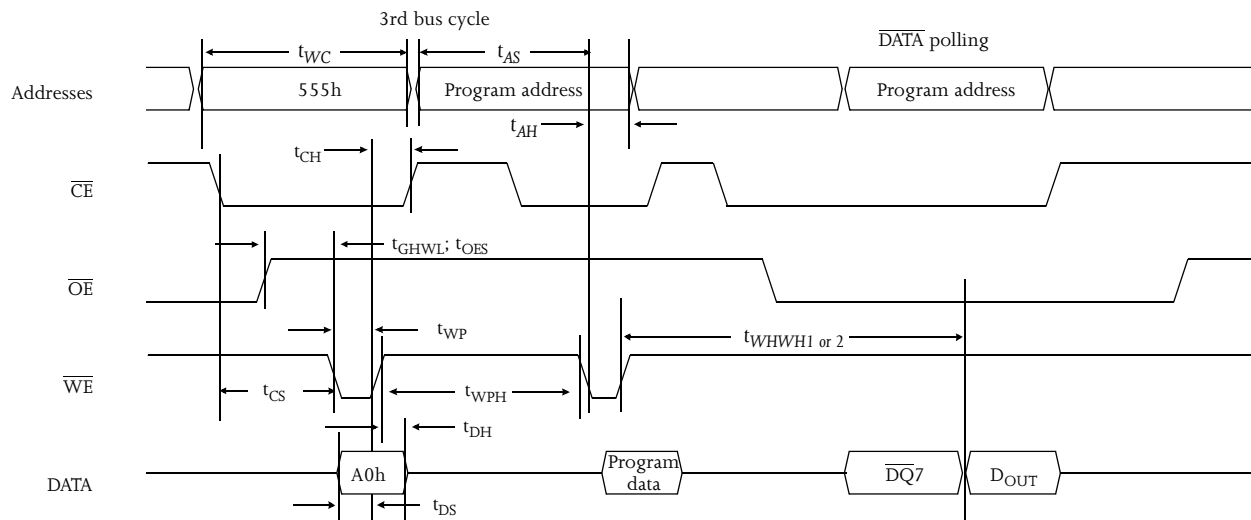 3rd bus cycle
tWC
tAS
DATA polling
Addresses
555h
Program address
Program address
tAH
tCH
CE
tGHWL; tOES
OE
tWP
tWHWH1 or 2
WE
tCS
tWPH
tDH
DATA
A0h
Program
data
DQ7
DOUT
tDS